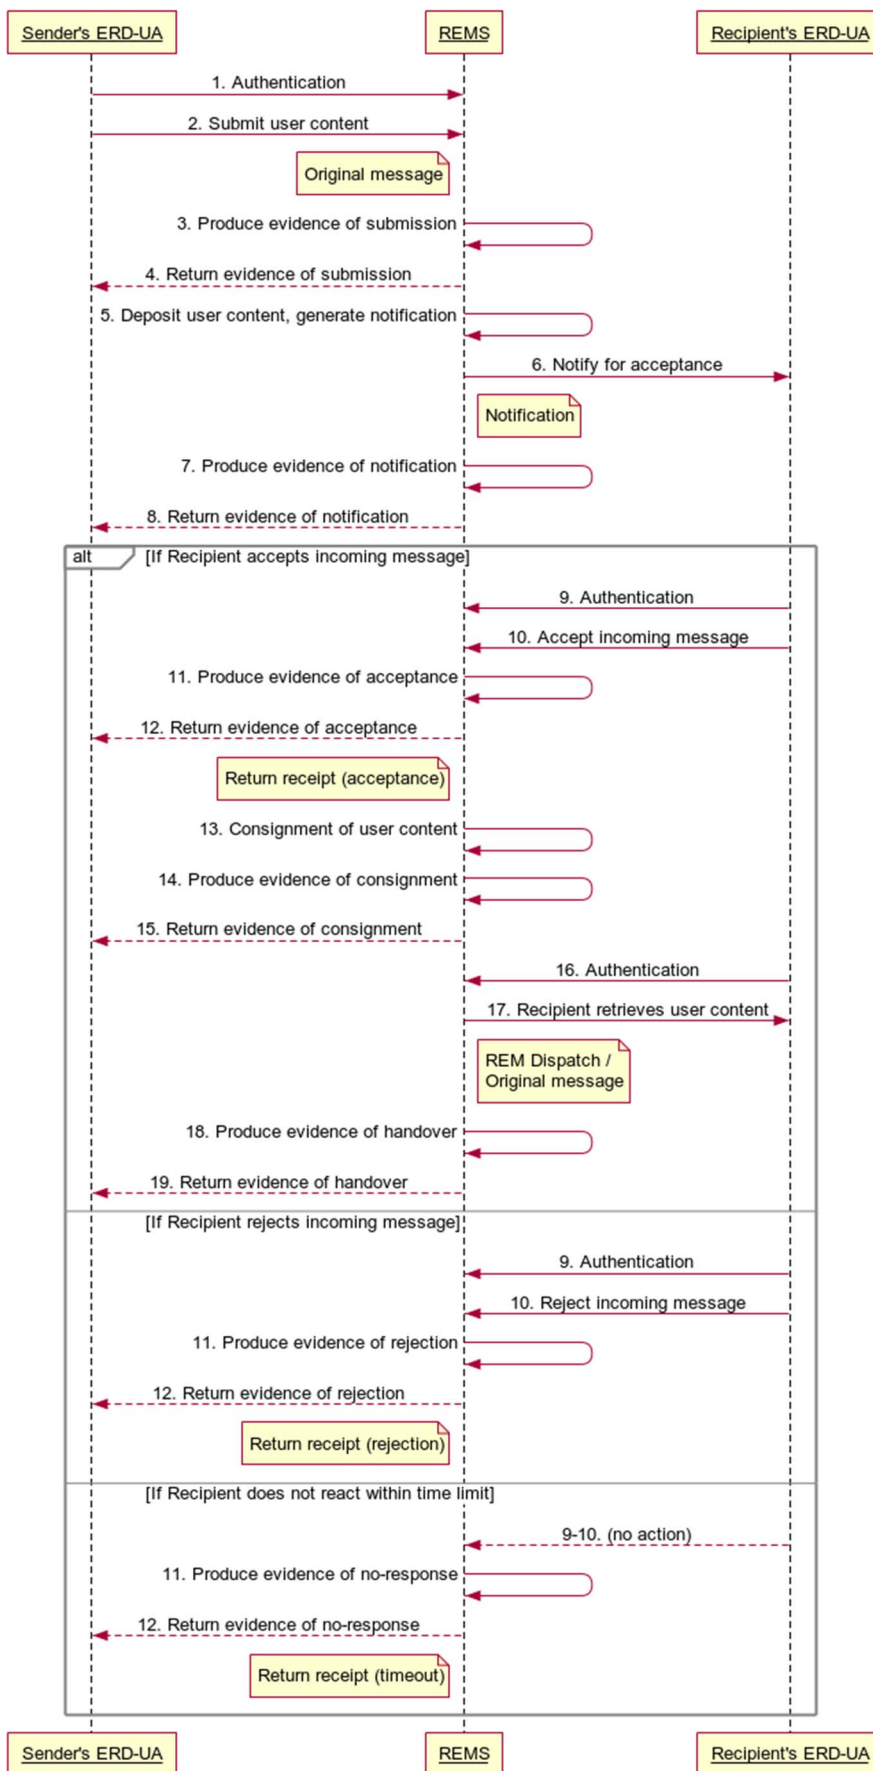 Sender's ERD-UA
REMS
Recipient's ERD-UA
1. Authentication
2. Submit user content
Original message
3. Produce evidence of submission
4. Return evidence of submission
5. Deposit user content, generate notification
6. Notify for acceptance
Notification
7. Produce evidence of notification
8. Return evidence of notification
alt
[If Recipient accepts incoming message]
9. Authentication
10. Accept incoming message
11. Produce evidence of acceptance
12. Return evidence of acceptance
Return receipt (acceptance)
13. Consignment of user content
14. Produce evidence of consignment
15. Return evidence of consignment
16. Authentication
17. Recipient retrieves user content
REM Dispatch /
Original message
18. Produce evidence of handover
19. Return evidence of handover
[If Recipient rejects incoming message]
9. Authentication
10. Reject incoming message
11. Produce evidence of rejection
12. Return evidence of rejection
Return receipt (rejection)
[If Recipient does not react within time limit]
9-10. (no action)
11. Produce evidence of no-response
12. Return evidence of no-response
Return receipt (timeout)
Sender's ERD-UA
REMS
Recipient's ERD-UA